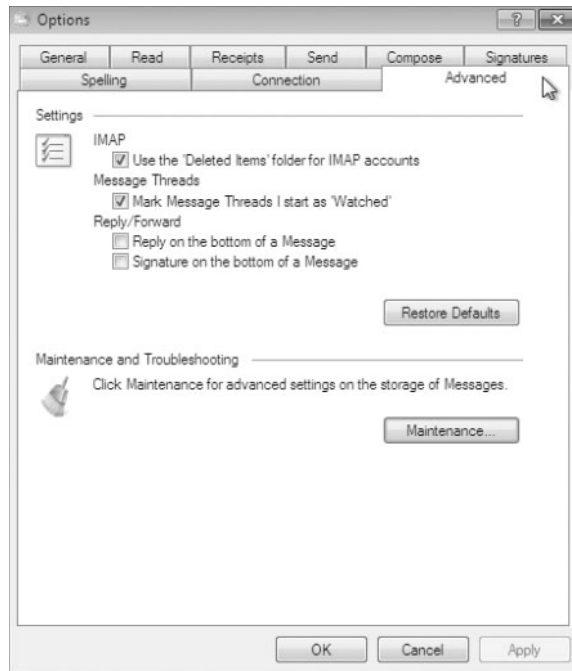 Options
General Read Receipts Send Compose Signatures
Spelling Connection Advanced
Settings
IMAP
Use the 'Deleted Items' folder for IMAP accounts
Message Threads
Mark Message Threads I start as 'Watched'
Reply/Forward
Reply on the bottom of a Message
Signature on the bottom of a Message
Restore Defaults
Maintenance and Troubleshooting
Click Maintenance for advanced settings on the storage of Messages.
Maintenance...
OK Cancel Apply